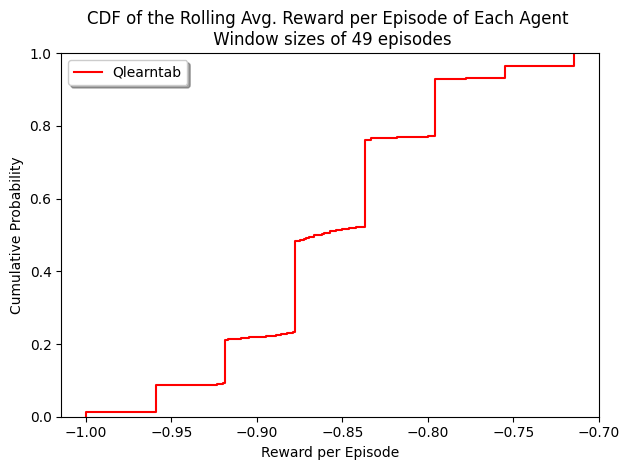 CDF of the Rolling Avg. Reward per Episode of Each Agent
Window sizes of 49 episodes
Qlearntab
Cumulative Probability
1.0
0.8
0.6
0.4
0.2
0.0
−1.00
−0.95
−0.90
−0.85
−0.80
−0.75
−0.70
Reward per Episode